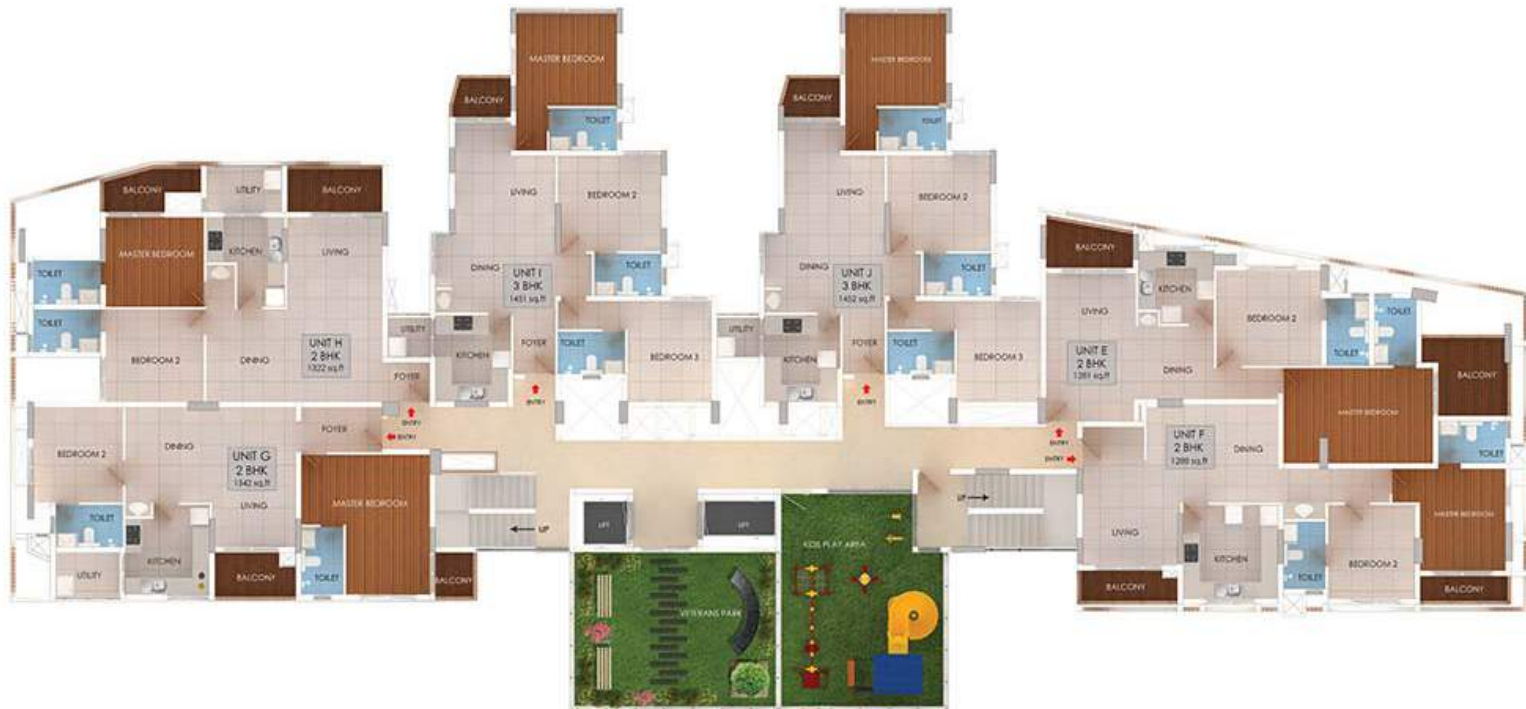 MASTER BEDROOM
BALCONY
TOILET
LIVING
BEDROOM 2
DINING
UNIT I
3 BHK
1451 sq.ft
TOILET
UTILITY
KITCHEN
FOYER
TOILET
BEDROOM 3
ENTRY
MASTER BEDROOM
BALCONY
TOILET
LIVING
BEDROOM 2
DINING
UNIT J
3 BHK
1452 sq.ft
TOILET
UTILITY
KITCHEN
FOYER
TOILET
BEDROOM 3
ENTRY
BALCONY
UTILITY
BALCONY
MASTER BEDROOM
KITCHEN
LIVING
TOILET
TOILET
BEDROOM 2
DINING
UNIT H
2 BHK
1322 sq.ft
FOYER
ENTRY
ENTRY
FOYER
DINING
BEDROOM 2
UNIT G
2 BHK
LIVING
MASTER BEDROOM
TOILET
KITCHEN
UTILITY
BALCONY
TOILET
BALCONY
UP
LIFT
LIFT
VETERANS PARK
KIDS PLAY AREA
UP
BALCONY
KITCHEN
LIVING
BEDROOM 2
TOILET
TOILET
UNIT E
2 BHK
1281 sq.ft
DINING
BALCONY
MASTER BEDROOM
ENTRY
ENTRY
UNIT F
2 BHK
DINING
TOILET
LIVING
MASTER BEDROOM
KITCHEN
TOILET
BEDROOM 2
BALCONY
BALCONY